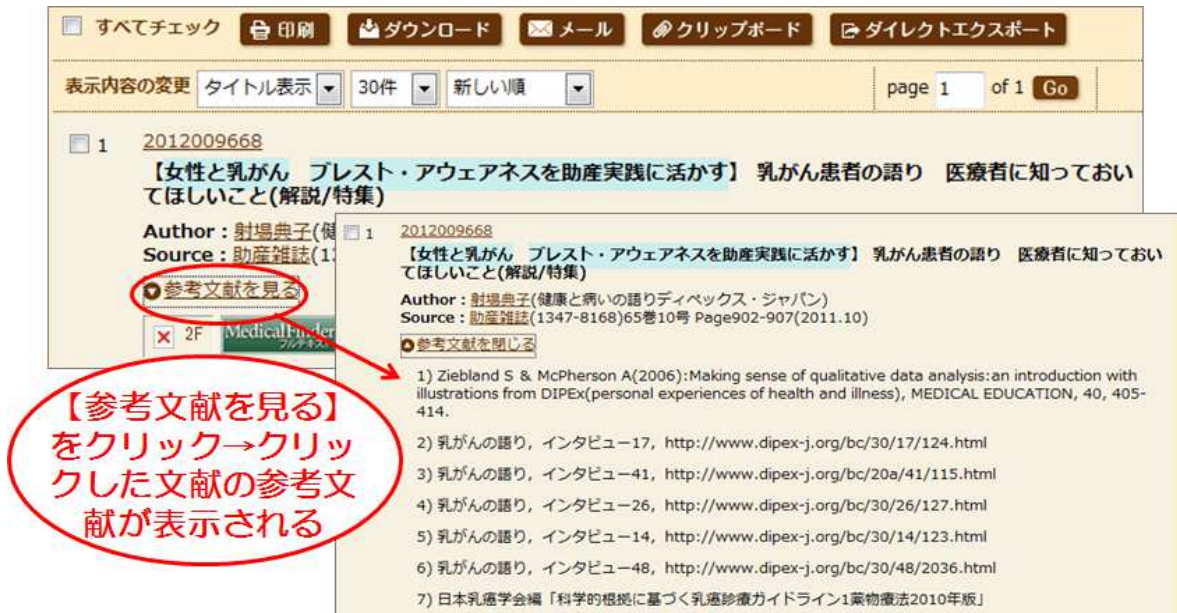 すべてチェック 印刷 ダウンロード メール クリップボード ダイレクトエクスポート
表示内容の変更 タイトル表示 30件 新しい順 page 1 of 1 Go
1 2012009668
【女性と乳がん ブレスト・アウェアネスを助産実践に活かす】 乳がん患者の語り 医療者に知っておい
てほしいこと(解説/特集)
Author：射場典子(健
Source：助産雑誌(13
参考文献を見る
2F MedicalFinder
【参考文献を見る】
をクリック→クリッ
クした文献の参考文
献が表示される
1 2012009668
【女性と乳がん ブレスト・アウェアネスを助産実践に活かす】 乳がん患者の語り 医療者に知っておい
てほしいこと(解説/特集)
Author：射場典子(健康と病いの語りディペックス・ジャパン)
Source：助産雑誌(1347-8168)65巻10号 Page902-907(2011.10)
参考文献を閉じる
1) Ziebland S & McPherson A(2006):Making sense of qualitative data analysis:an introduction with
illustrations from DIPEx(personal experiences of health and illness), MEDICAL EDUCATION, 40, 405-
414.
2) 乳がんの語り，インタビュー17，http://www.dipex-j.org/bc/30/17/124.html
3) 乳がんの語り，インタビュー41，http://www.dipex-j.org/bc/20a/41/115.html
4) 乳がんの語り，インタビュー26，http://www.dipex-j.org/bc/30/26/127.html
5) 乳がんの語り，インタビュー14，http://www.dipex-j.org/bc/30/14/123.html
6) 乳がんの語り，インタビュー48，http://www.dipex-j.org/bc/30/48/2036.html
7) 日本乳癌学会編「科学的根拠に基づく乳癌診療ガイドライン1薬物療法2010年版」